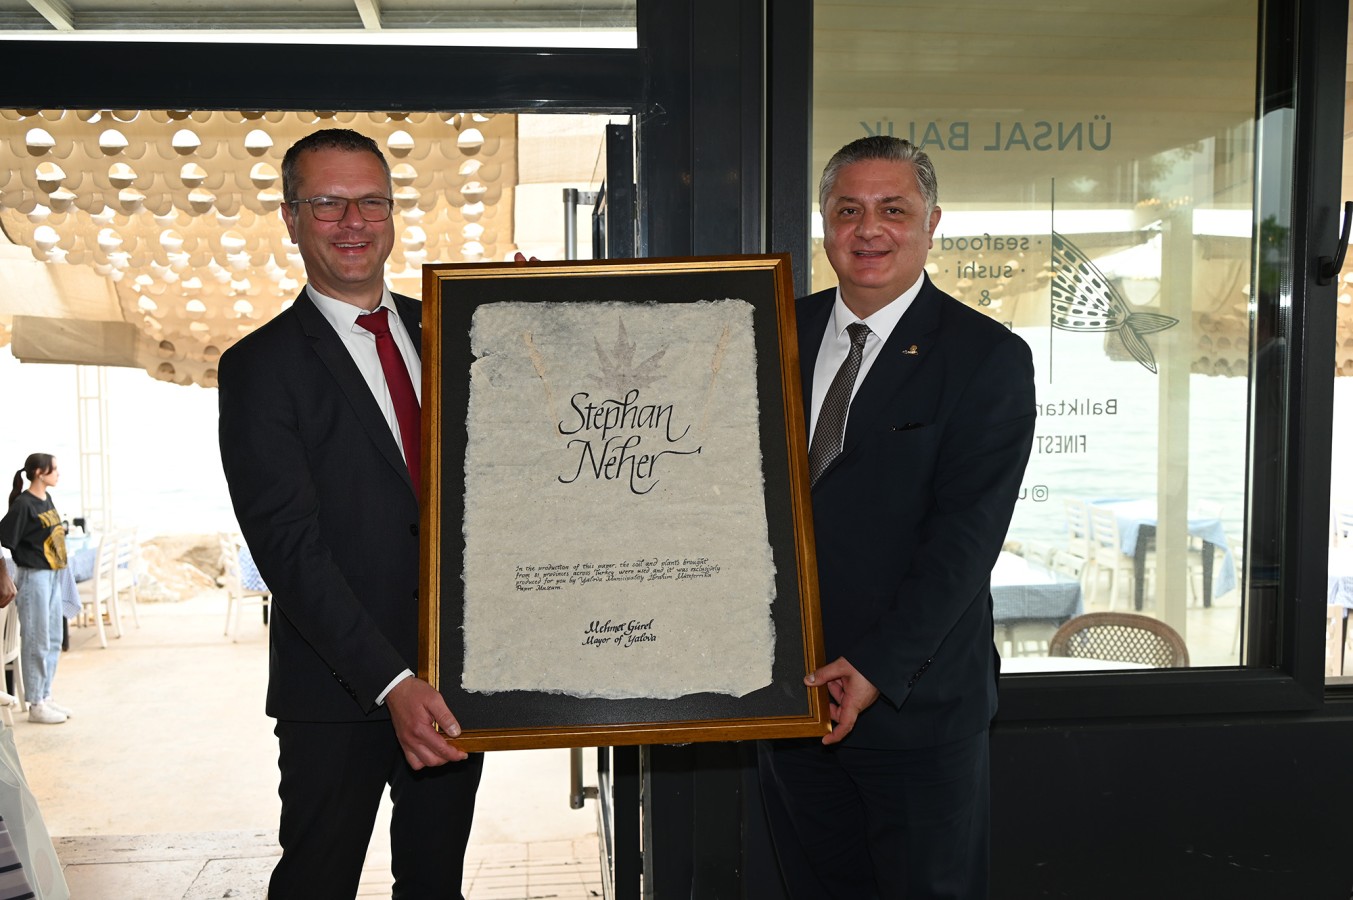 Stephan
Neher
In the production of this paper, the soil and plants brought
from 81 provinces across Turkey were used and it was exclusively
produced for you by Yalova Municipality Ibrahim Müteferrika
Paper Museum.
Mehmet Gürel
Mayor of Yalova
ÜNSAL BALIK
· seafood
· sushi ·
&
Balıktan
FINEST